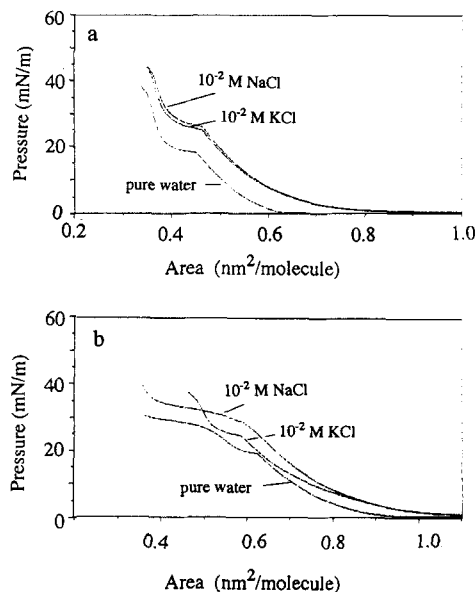 a
60
40
20
0
Pressure (mN/m)
10⁻² M NaCl
10⁻² M KCl
pure water
0.2 0.4 0.6 0.8 1.0
Area (nm²/molecule)
b
60
40
20
0
Pressure (mN/m)
10⁻² M NaCl
10⁻² M KCl
pure water
0.4 0.6 0.8 1.0
Area (nm²/molecule)